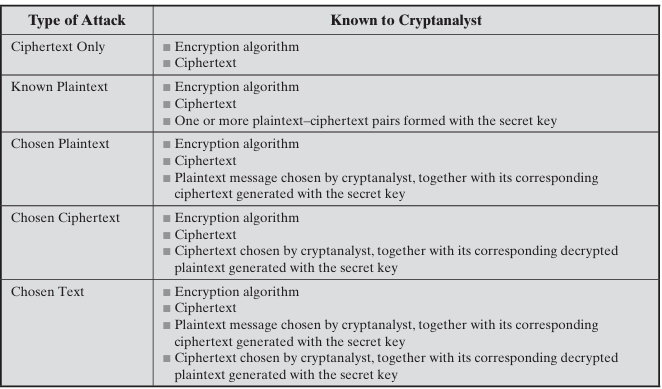 Type of Attack
Known to Cryptanalyst
Ciphertext Only
■ Encryption algorithm
■ Ciphertext
Known Plaintext
■ Encryption algorithm
■ Ciphertext
■ One or more plaintext–ciphertext pairs formed with the secret key
Chosen Plaintext
■ Encryption algorithm
■ Ciphertext
■ Plaintext message chosen by cryptanalyst, together with its corresponding
ciphertext generated with the secret key
Chosen Ciphertext
■ Encryption algorithm
■ Ciphertext
■ Ciphertext chosen by cryptanalyst, together with its corresponding decrypted
plaintext generated with the secret key
Chosen Text
■ Encryption algorithm
■ Ciphertext
■ Plaintext message chosen by cryptanalyst, together with its corresponding
ciphertext generated with the secret key
■ Ciphertext chosen by cryptanalyst, together with its corresponding decrypted
plaintext generated with the secret key